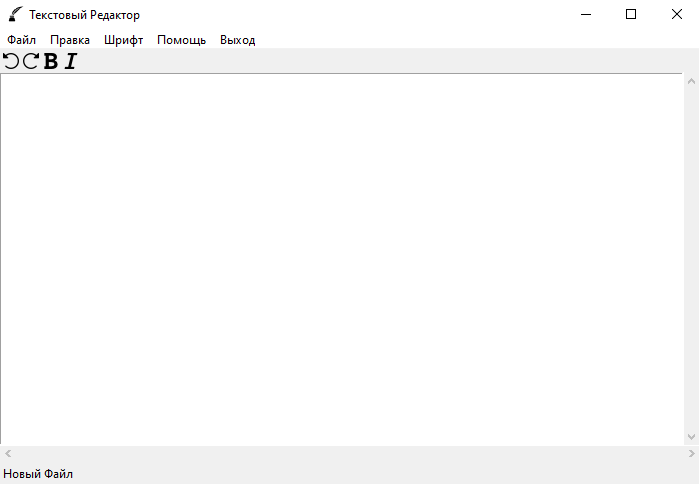 Текстовый Редактор
Файл Правка Шрифт Помощь Выход
B I
Новый Файл